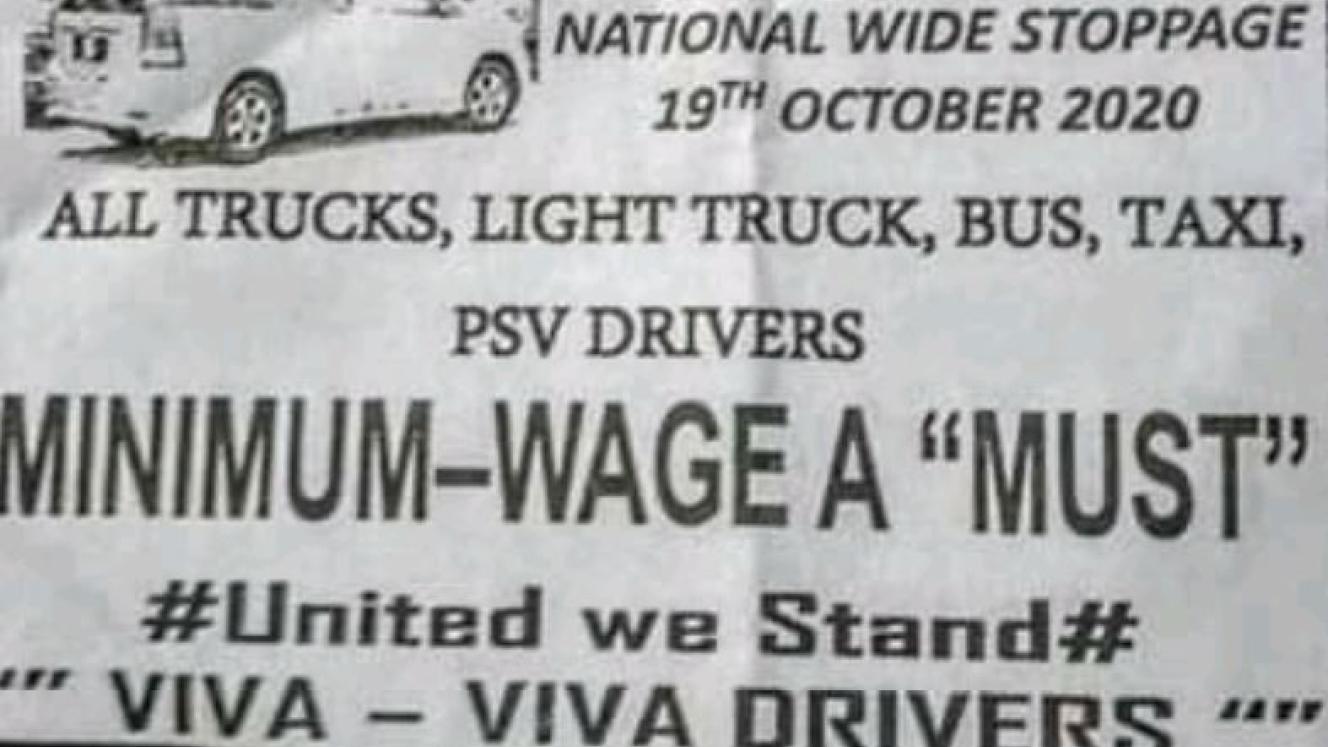 13
NATIONAL WIDE STOPPAGE
19TH OCTOBER 2020
ALL TRUCKS, LIGHT TRUCK, BUS, TAXI,
PSV DRIVERS
MINIMUM–WAGE A “MUST”
#United we Stand#
“” VIVA – VIVA DRIVERS “”